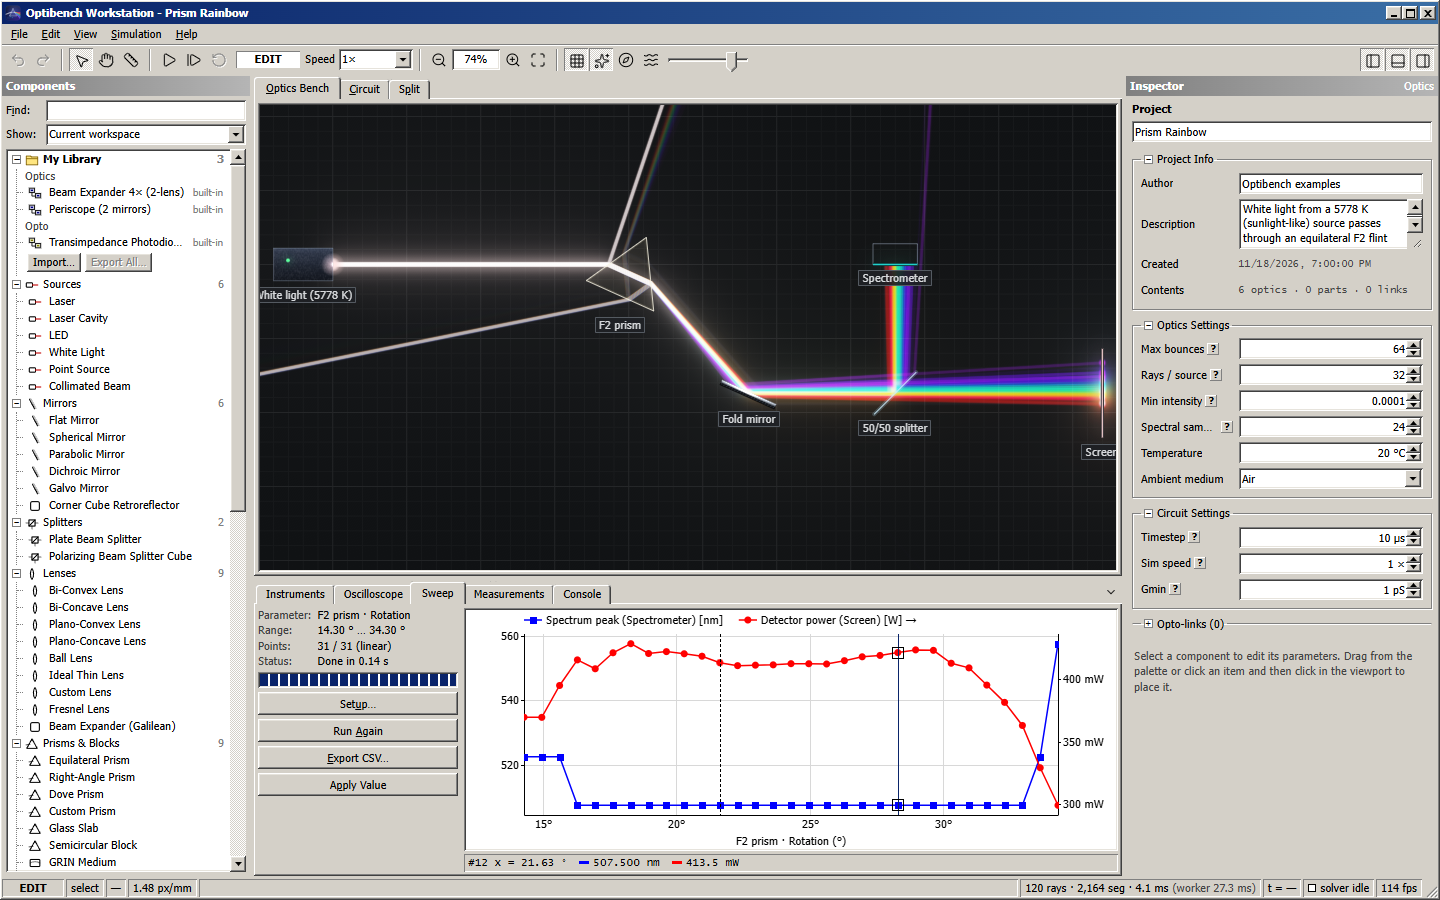 Optibench Workstation - Prism Rainbow
File Edit View Simulation Help
EDIT Speed 1× 74%
Components
Find:
Show: Current workspace
My Library 3
Optics
Beam Expander 4× (2-lens) built-in
Periscope (2 mirrors) built-in
Opto
Transimpedance Photodio... built-in
Import... Export All...
Sources 6
Laser
Laser Cavity
LED
White Light
Point Source
Collimated Beam
Mirrors 6
Flat Mirror
Spherical Mirror
Parabolic Mirror
Dichroic Mirror
Galvo Mirror
Corner Cube Retroreflector
Splitters 2
Plate Beam Splitter
Polarizing Beam Splitter Cube
Lenses 9
Bi-Convex Lens
Bi-Concave Lens
Plano-Convex Lens
Plano-Concave Lens
Ball Lens
Ideal Thin Lens
Custom Lens
Fresnel Lens
Beam Expander (Galilean)
Prisms & Blocks 9
Equilateral Prism
Right-Angle Prism
Dove Prism
Custom Prism
Glass Slab
Semicircular Block
GRIN Medium
Optics Bench Circuit Split
White light (5778 K)
F2 prism
Spectrometer
Fold mirror
50/50 splitter
Screen
Instruments Oscilloscope Sweep Measurements Console
Parameter: F2 prism · Rotation
Range: 14.30 ° ... 34.30 °
Points: 31 / 31 (linear)
Status: Done in 0.14 s
Setup...
Run Again
Export CSV...
Apply Value
Spectrum peak (Spectrometer) [nm] Detector power (Screen) [W] →
560
540
520
400 mW
350 mW
300 mW
15° 20° 25° 30°
F2 prism · Rotation (°)
#12 x = 21.63 ° 507.500 nm 413.5 mW
Inspector Optics
Project
Prism Rainbow
Project Info
Author Optibench examples
Description White light from a 5778 K
(sunlight-like) source passes
through an equilateral F2 flint
Created 11/18/2026, 7:00:00 PM
Contents 6 optics · 0 parts · 0 links
Optics Settings
Max bounces ? 64
Rays / source ? 32
Min intensity ? 0.0001
Spectral sam... ? 24
Temperature 20 °C
Ambient medium Air
Circuit Settings
Timestep ? 10 µs
Sim speed ? 1 ×
Gmin ? 1 pS
Opto-links (0)
Select a component to edit its parameters. Drag from the
palette or click an item and then click in the viewport to
place it.
EDIT select — 1.48 px/mm
120 rays · 2,164 seg · 4.1 ms (worker 27.3 ms) t = — solver idle 114 fps